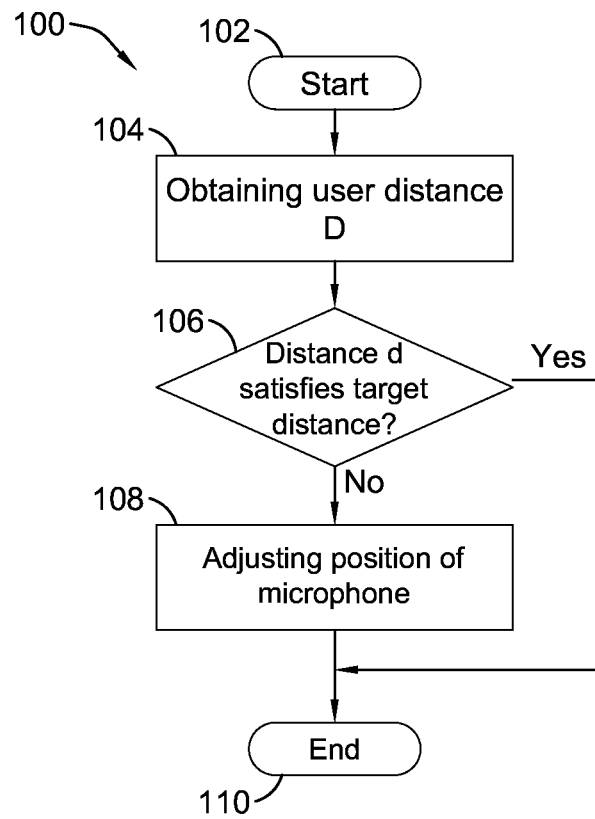 100
102
Start
104
Obtaining user distance
D
106
Distance d
satisfies target
distance?
Yes
No
108
Adjusting position of
microphone
End
110